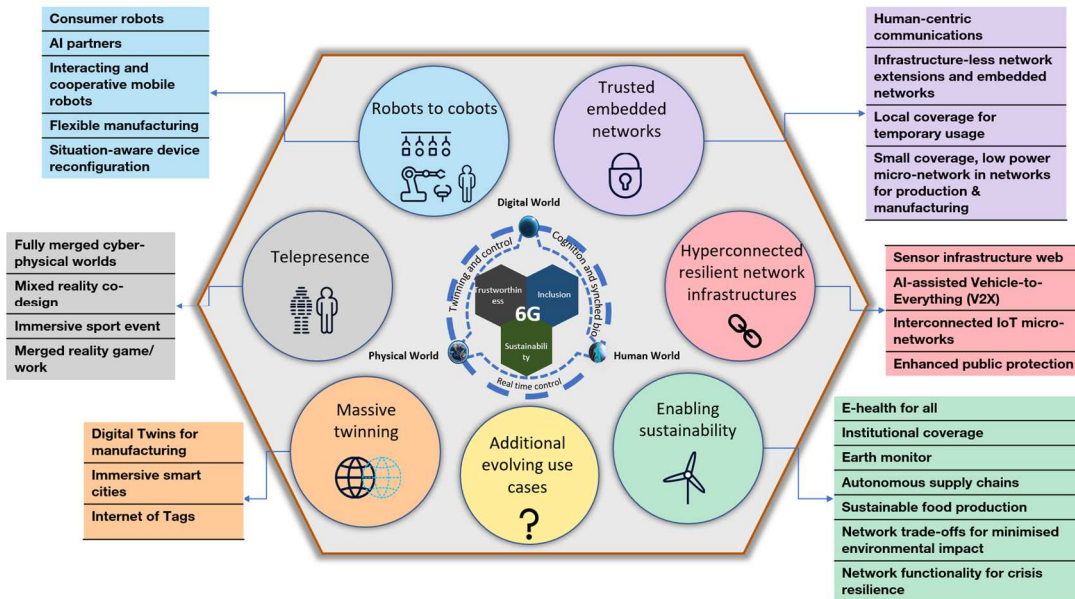 Consumer robots
AI partners
Interacting and
cooperative mobile
robots
Flexible manufacturing
Situation-aware device
reconfiguration
Human-centric
communications
Infrastructure-less network
extensions and embedded
networks
Local coverage for
temporary usage
Small coverage, low power
micro-network in networks
for production &
manufacturing
Robots to cobots
Trusted
embedded
networks
Fully merged cyber-
physical worlds
Mixed reality co-
design
Immersive sport event
Merged reality game/
work
Telepresence
Digital World
Twinning and control
Cognition and synched bio
Trustworthin
ess
Inclusion
6G
Sustainabili
ty
Physical World
Human World
Real time control
Hyperconnected
resilient network
infrastructures
Sensor infrastructure web
AI-assisted Vehicle-to-
Everything (V2X)
Interconnected IoT micro-
networks
Enhanced public protection
Digital Twins for
manufacturing
Immersive smart
cities
Internet of Tags
Massive
twinning
Additional
evolving use
cases
?
Enabling
sustainability
E-health for all
Institutional coverage
Earth monitor
Autonomous supply chains
Sustainable food production
Network trade-offs for minimised
environmental impact
Network functionality for crisis
resilience